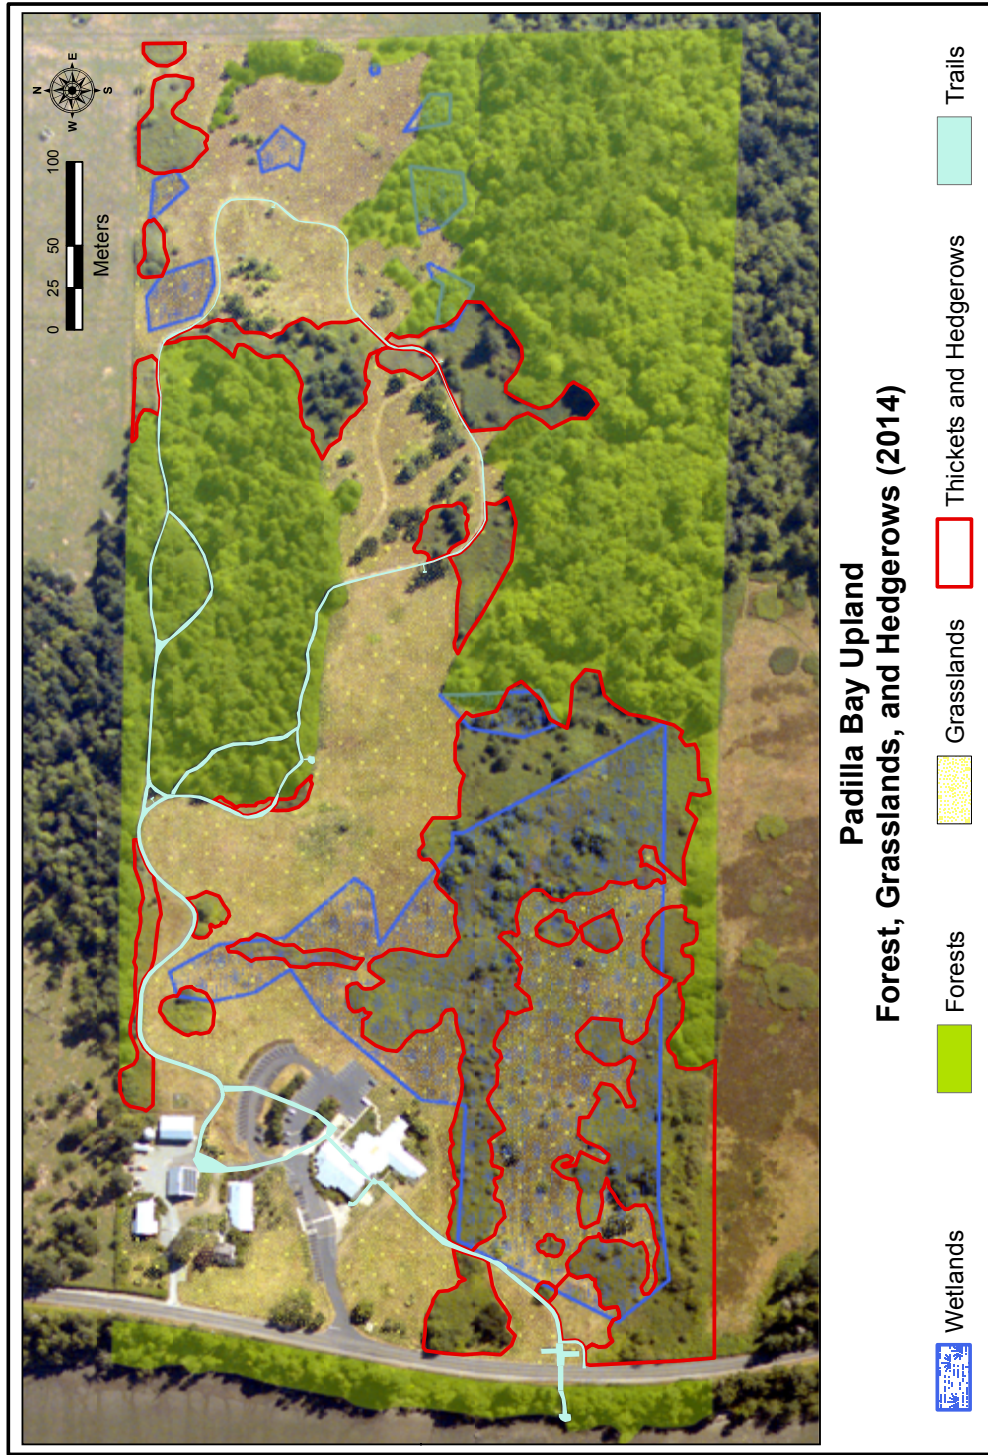 N
E
W
S
0 25 50 100
Meters
Padilla Bay Upland
Forest, Grasslands, and Hedgerows (2014)
Wetlands
Forests
Grasslands
Thickets and Hedgerows
Trails